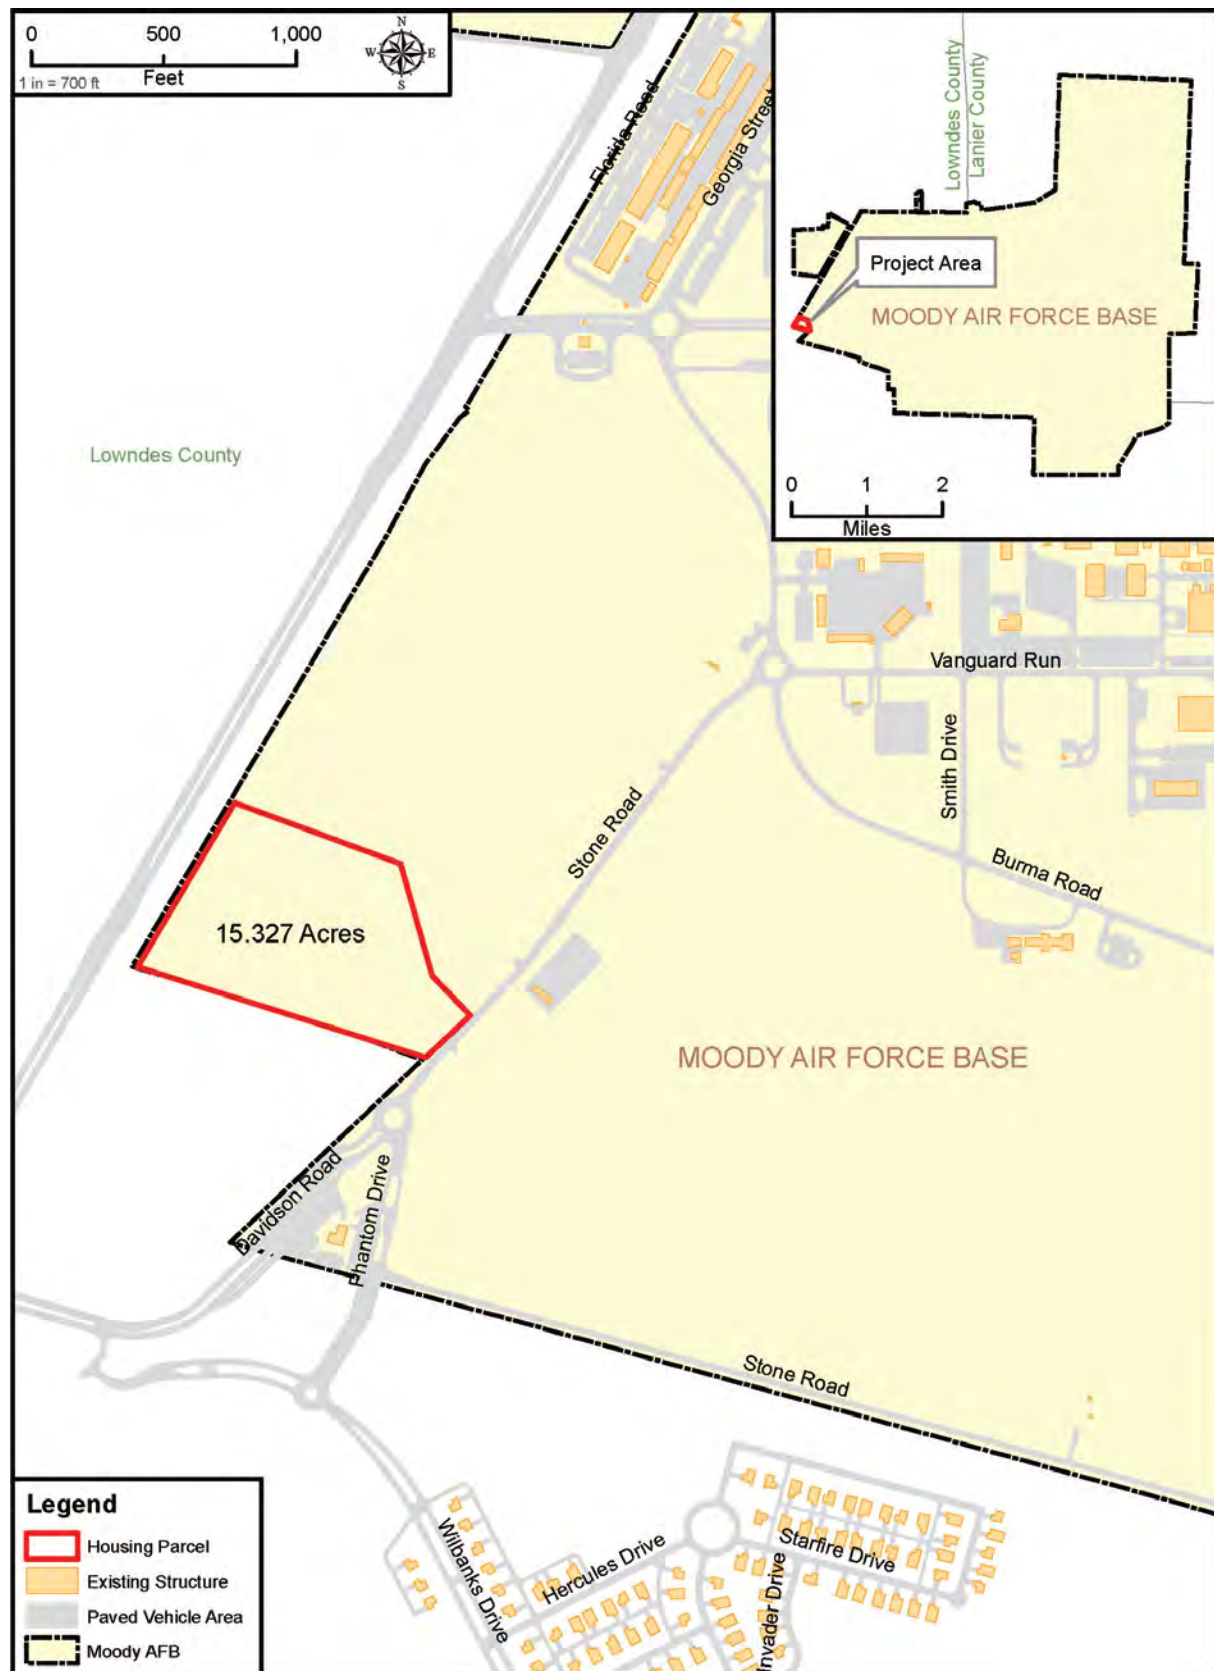 0 500 1,000
Feet
1 in = 700 ft
N
W E
S
Florida Road
Georgia Street
Lowndes County
Lanier County
Project Area
MOODY AIR FORCE BASE
0 1 2
Miles
Lowndes County
Vanguard Run
Smith Drive
Stone Road
Burma Road
15.327 Acres
MOODY AIR FORCE BASE
Davidson Road
Phantom Drive
Stone Road
Wilbanks Drive
Hercules Drive
Starfire Drive
Invader Drive
Legend
Housing Parcel
Existing Structure
Paved Vehicle Area
Moody AFB